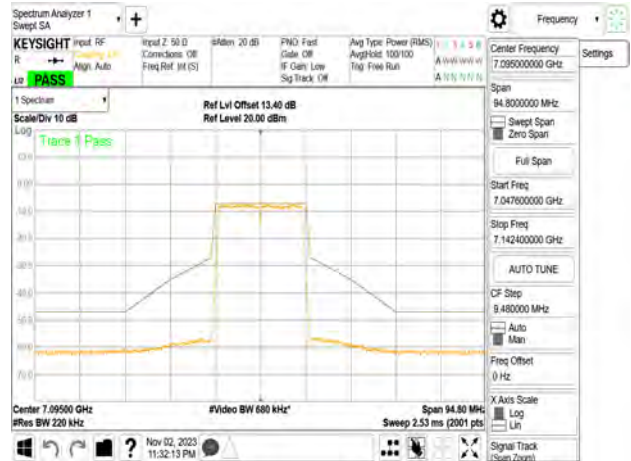 Spectrum Analyzer 1
Swept SA
Frequency
KEYSIGHT
Input: RF
Align: Auto
Input Z: 50 Ω
Corrections: Off
Freq Ref: Int (S)
#Atten: 20 dB
PNO: Fast
Gate: Off
IF Gain: Low
Sig Track: Off
Avg Type: Power (RMS)
Avg|Hold: 100/100
Trig: Free Run
R
LXI
PASS
1 Spectrum
Scale/Div 10 dB
Ref Lvl Offset 13.40 dB
Ref Level 20.00 dBm
Log
Trace 1 Pass
Center 7.09500 GHz
#Res BW 220 kHz
#Video BW 680 kHz*
Span 94.80 MHz
Sweep 2.53 ms (2001 pts)
Nov 02, 2023
11:32:13 PM
Center Frequency
7.095000000 GHz
Settings
Span
94.8000000 MHz
Swept Span
Zero Span
Full Span
Start Freq
7.047600000 GHz
Stop Freq
7.142400000 GHz
AUTO TUNE
CF Step
9.480000 MHz
Auto
Man
Freq Offset
0 Hz
X Axis Scale
Log
Lin
Signal Track
(Span Zoom)